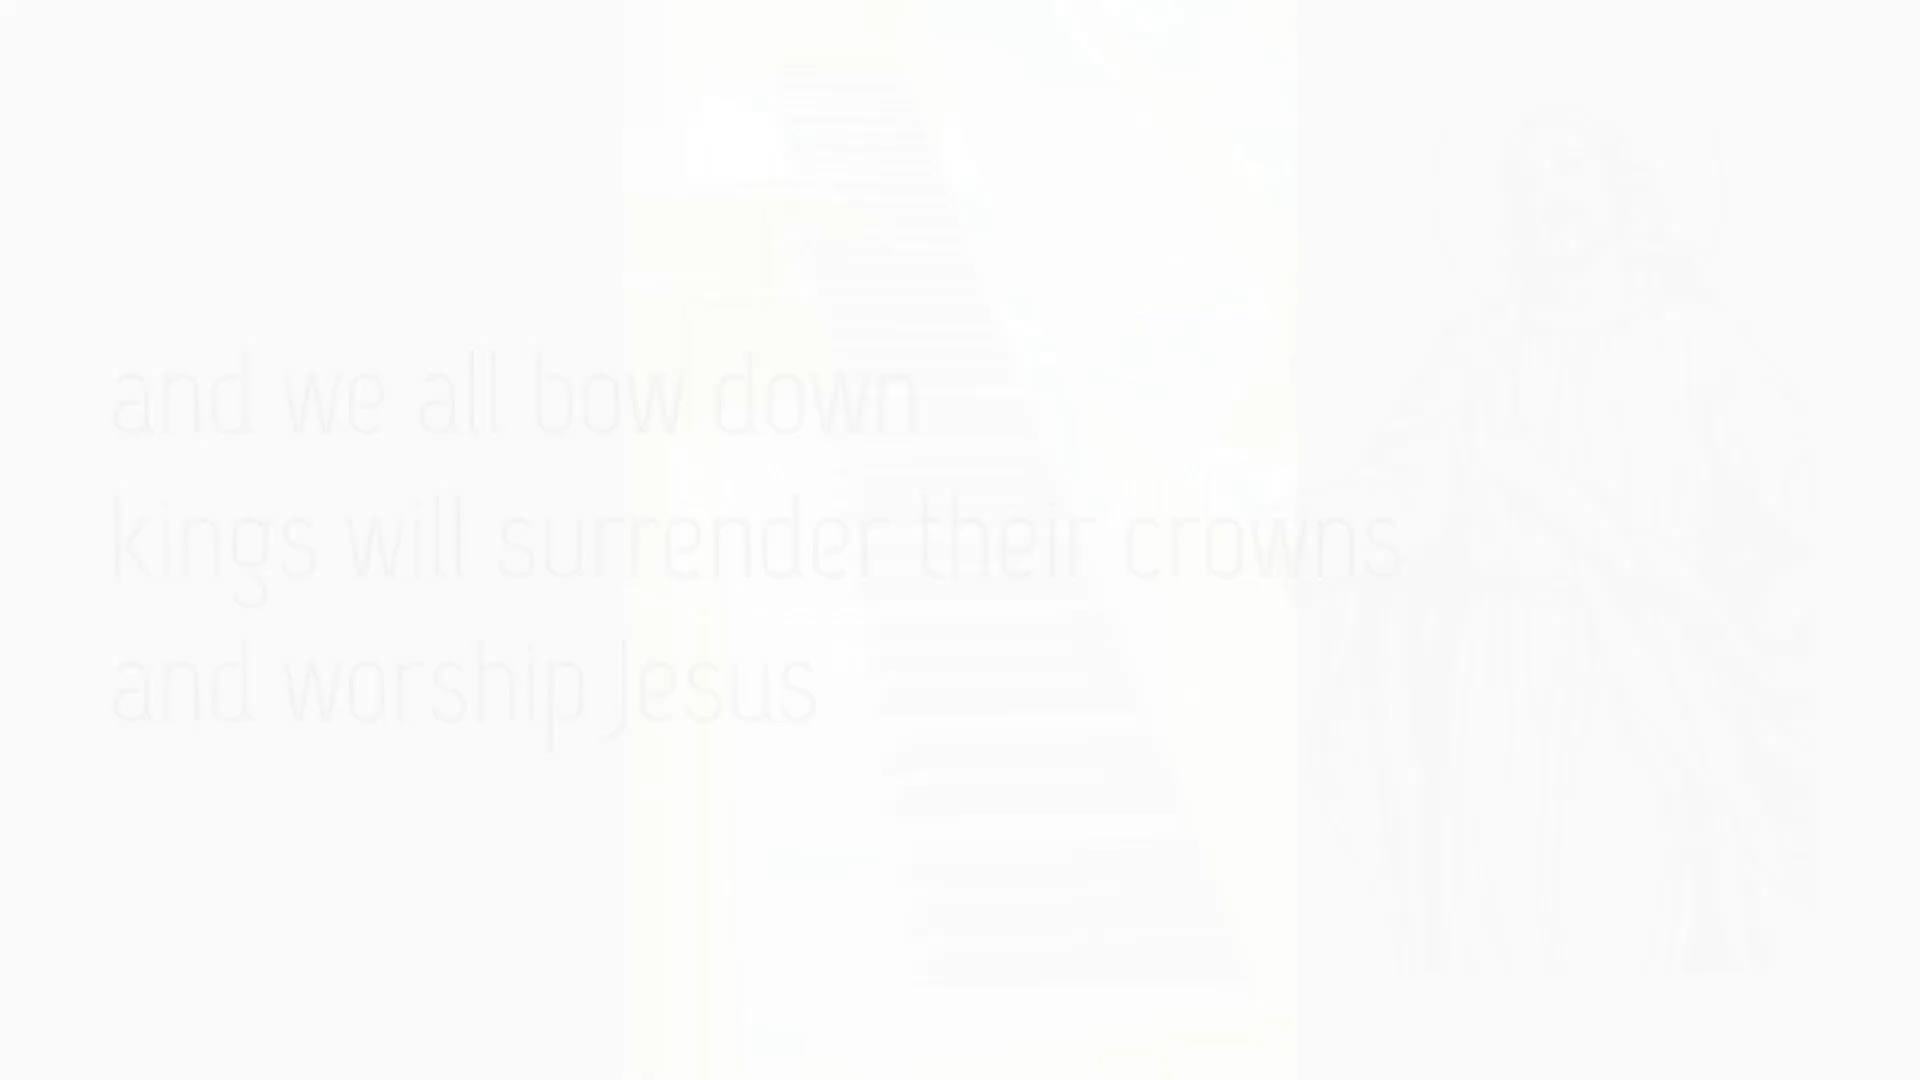 and we all bow down
kings will surrender their crowns
and worship Jesus